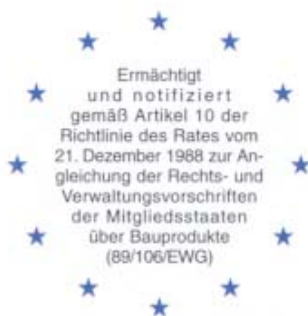 Ermächtigt
und notifiziert
gemäß Artikel 10 der
Richtlinie des Rates vom
21. Dezember 1988 zur An-
gleichung der Rechts- und
Verwaltungsvorschriften
der Mitgliedsstaaten
über Bauprodukte
(89/106/EWG)